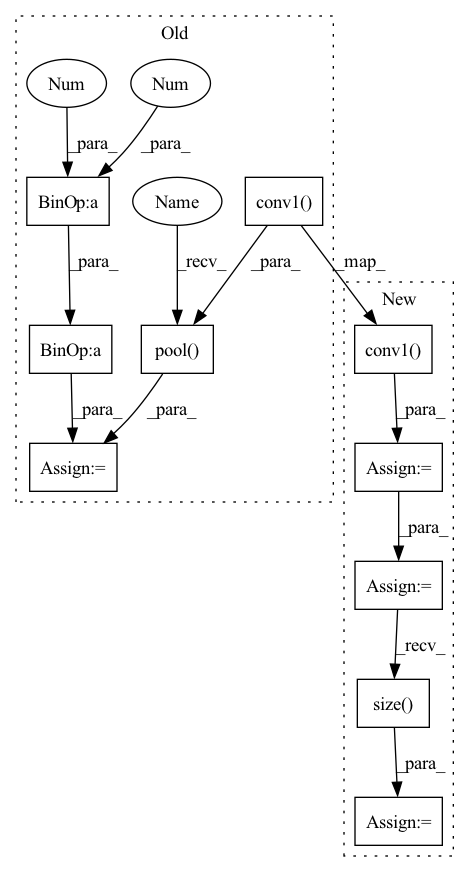 Old
Num
Num
_para_
_para_
BinOp:a
Name
conv1()
_para_
_recv_
_para_
_map_
New
BinOp:a
pool()
conv1()
_para_
_para_
_para_
Assign:=
Assign:=
_para_
Assign:=
_recv_
size()
_para_
Assign:=